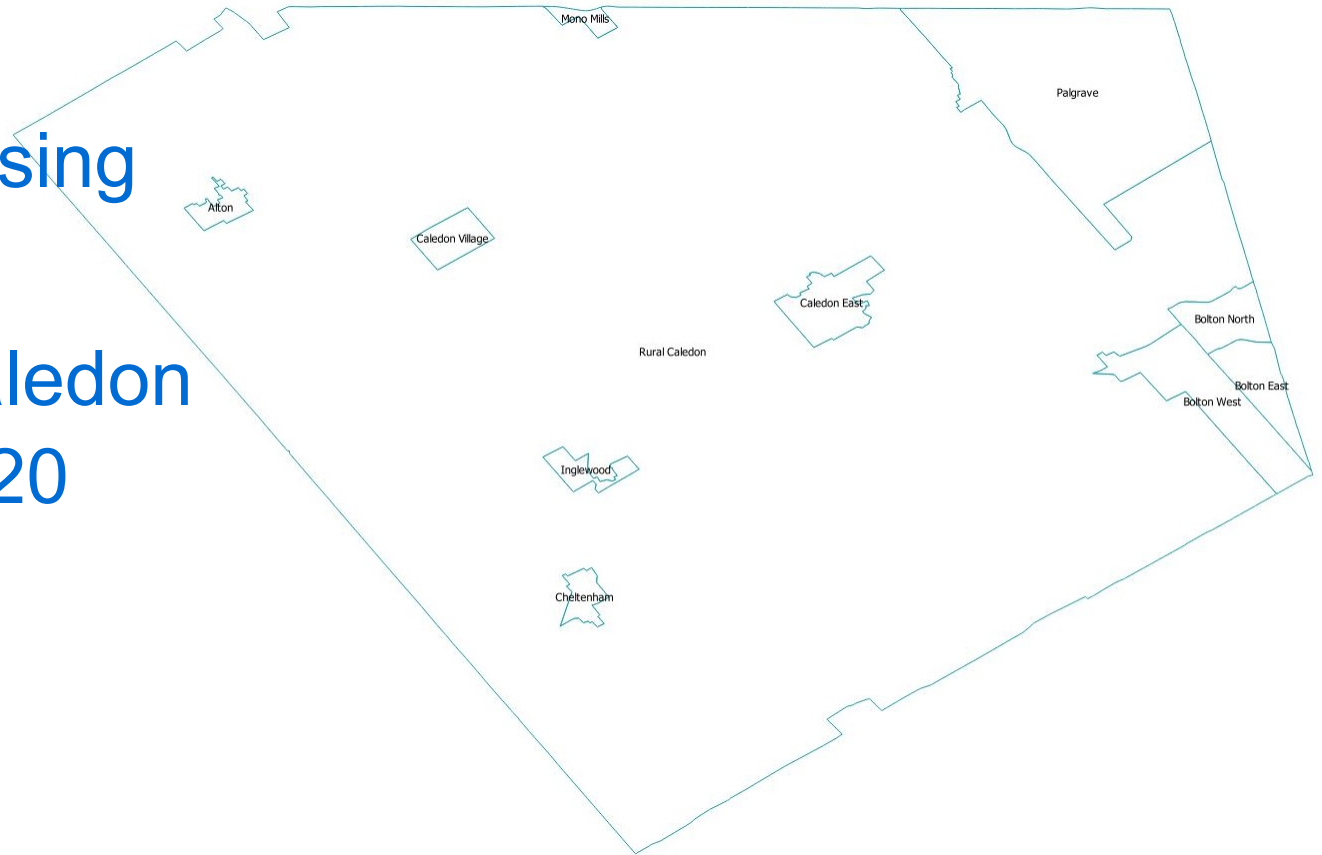 Mono Mills
Palgrave
sing
Alton
Caledon Village
Caledon East
Bolton North
Rural Caledon
ledon
Bolton East
Bolton West
Inglewood
20
Cheltenham